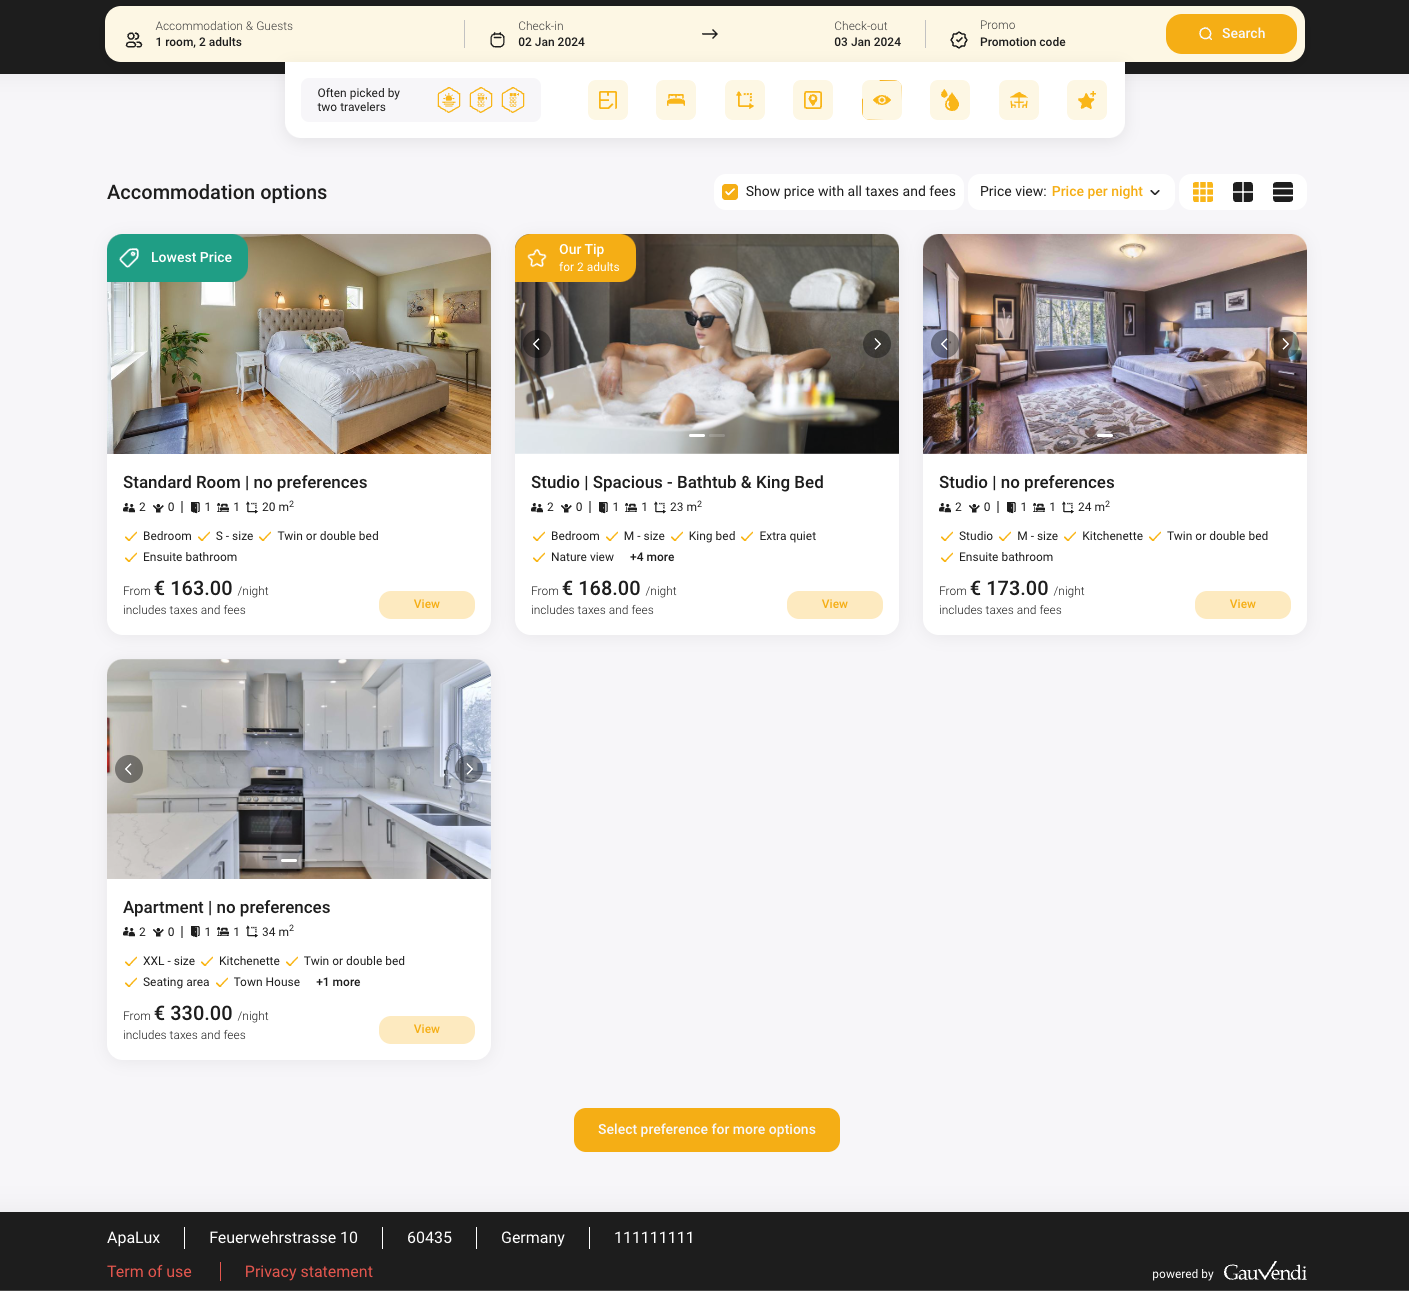 Accommodation & Guests
1 room, 2 adults
Check-in
02 Jan 2024
Check-out
03 Jan 2024
Promo
Promotion code
Search
Often picked by
two travelers
Accommodation options
Show price with all taxes and fees
Price view: Price per night
Lowest Price
Standard Room | no preferences
2 0 | 1 1 20 m²
Bedroom S - size Twin or double bed
Ensuite bathroom
From € 163.00 /night
includes taxes and fees
View
Our Tip
for 2 adults
Studio | Spacious - Bathtub & King Bed
2 0 | 1 1 23 m²
Bedroom M - size King bed Extra quiet
Nature view +4 more
From € 168.00 /night
includes taxes and fees
View
Studio | no preferences
2 0 | 1 1 24 m²
Studio M - size Kitchenette Twin or double bed
Ensuite bathroom
From € 173.00 /night
includes taxes and fees
View
Apartment | no preferences
2 0 | 1 1 34 m²
XXL - size Kitchenette Twin or double bed
Seating area Town House +1 more
From € 330.00 /night
includes taxes and fees
View
Select preference for more options
ApaLux | Feuerwehrstrasse 10 | 60435 | Germany | 111111111
Term of use | Privacy statement
powered by GauVendi